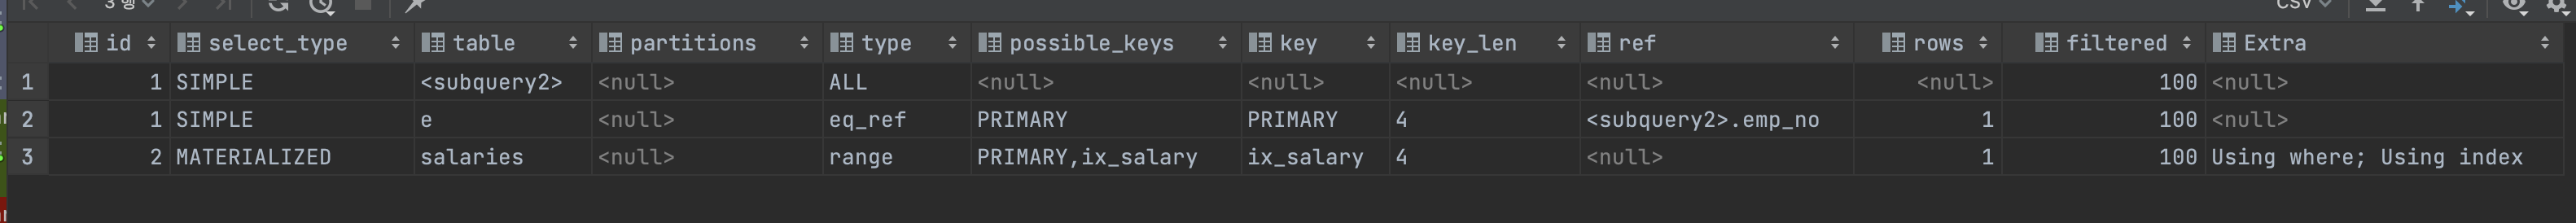 3 행 CSV
id select_type table partitions type possible_keys key key_len ref rows filtered Extra
1 1 SIMPLE <subquery2> <null> ALL <null> <null> <null> <null> <null> 100 <null>
2 1 SIMPLE e <null> eq_ref PRIMARY PRIMARY 4 <subquery2>.emp_no 1 100 <null>
3 2 MATERIALIZED salaries <null> range PRIMARY,ix_salary ix_salary 4 <null> 1 100 Using where; Using index